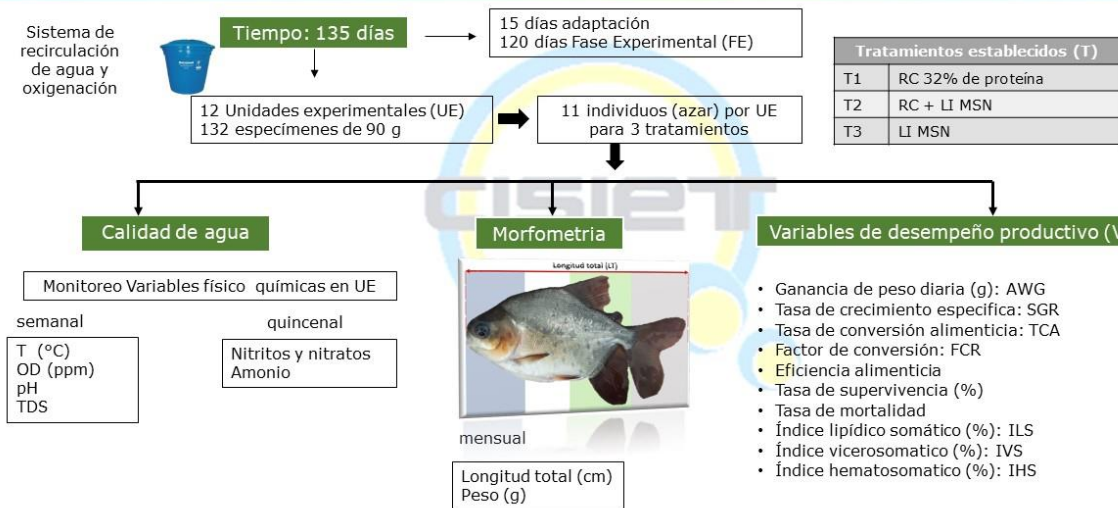 Sistema de
recirculación
de agua y
oxigenación
Tiempo: 135 días
15 días adaptación
120 días Fase Experimental (FE)
12 Unidades experimentales (UE)
132 especímenes de 90 g
11 individuos (azar) por UE
para 3 tratamientos
Tratamientos establecidos (T)
T1 RC 32% de proteína
T2 RC + LI MSN
T3 LI MSN
CISIET
Calidad de agua
Monitoreo Variables físico químicas en UE
semanal
T (°C)
OD (ppm)
pH
TDS
quincenal
Nitritos y nitratos
Amonio
Morfometria
Longitud total (LT)
mensual
Longitud total (cm)
Peso (g)
Variables de desempeño productivo (V
• Ganancia de peso diaria (g): AWG
• Tasa de crecimiento especifica: SGR
• Tasa de conversión alimenticia: TCA
• Factor de conversión: FCR
• Eficiencia alimenticia
• Tasa de supervivencia (%)
• Tasa de mortalidad
• Índice lipídico somático (%): ILS
• Índice vicerosomatico (%): IVS
• Índice hematosomatico (%): IHS